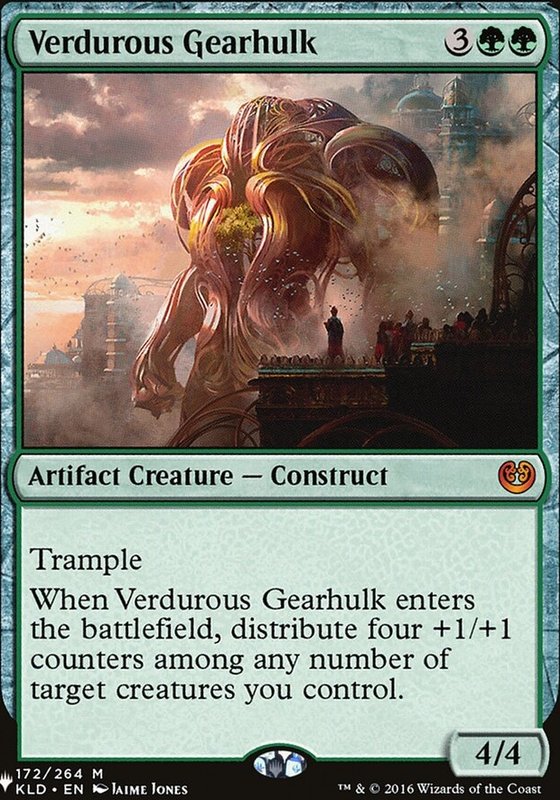 Verdurous Gearhulk 3
Artifact Creature — Construct
Trample
When Verdurous Gearhulk enters
the battlefield, distribute four +1/+1
counters among any number of
target creatures you control.
4/4
172/264 M
KLD • EN Jaime Jones
™ & © 2016 Wizards of the Coast